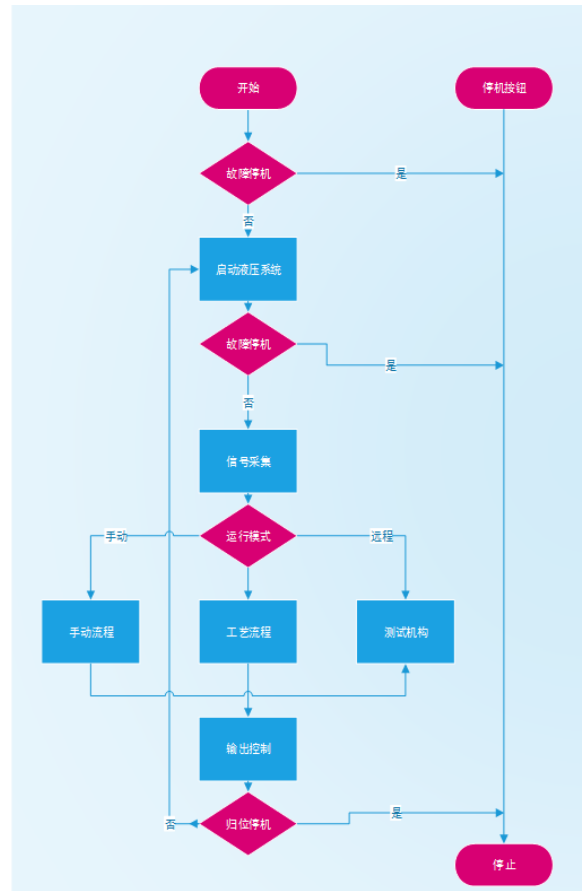 开始
停机按钮
故障停机
是
否
启动液压系统
故障停机
是
否
信号采集
手动
运行模式
远程
手动流程
工艺流程
测试机构
输出控制
是
否
归位停机
停止